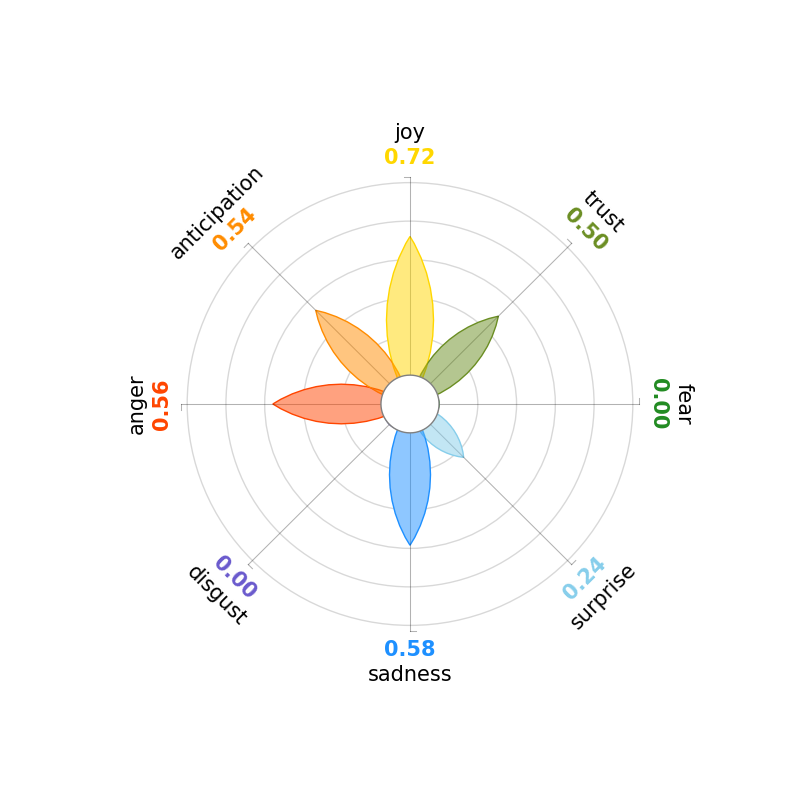 joy
0.72
anticipation
0.54
trust
0.50
anger
0.56
fear
0.00
disgust
0.00
surprise
0.24
0.58
sadness